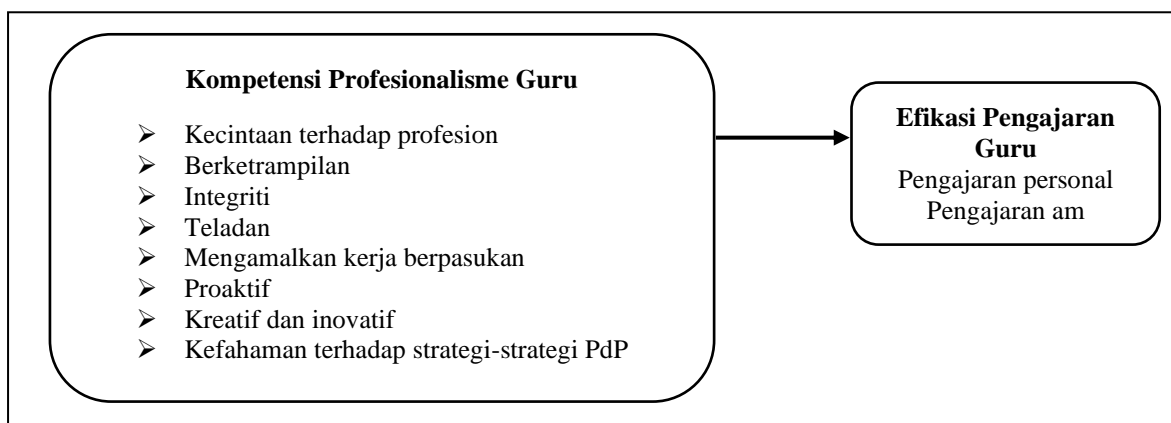 Kompetensi Profesionalisme Guru
➢ Kecintaan terhadap profesion
➢ Berketrampilan
➢ Integriti
➢ Teladan
➢ Mengamalkan kerja berpasukan
➢ Proaktif
➢ Kreatif dan inovatif
➢ Kefahaman terhadap strategi-strategi PdP
Efikasi Pengajaran
Guru
Pengajaran personal
Pengajaran am